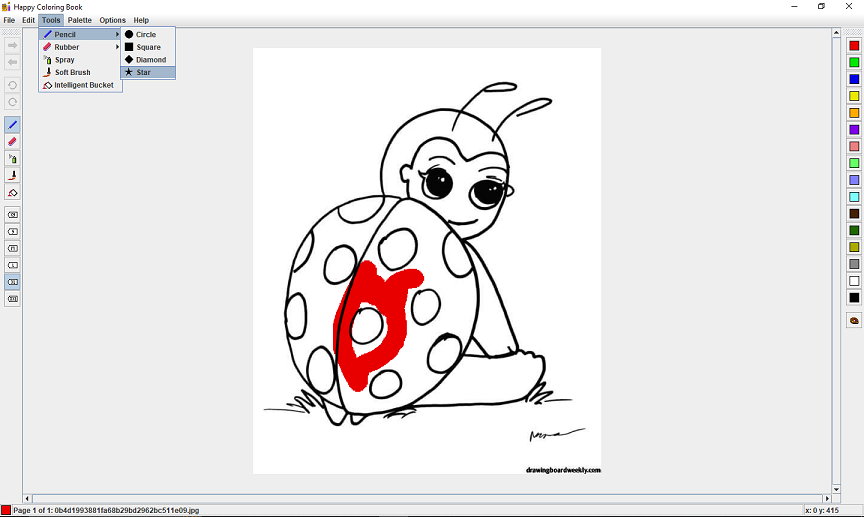 Happy Coloring Book
File Edit Tools Palette Options Help
Pencil
Rubber
Spray
Soft Brush
Intelligent Bucket
Circle
Square
Diamond
Star
drawingboardweekly.com
Page 1 of 1: 0b4d1993881fa68b29bd2962bc511e09.jpg
x: 0 y: 415